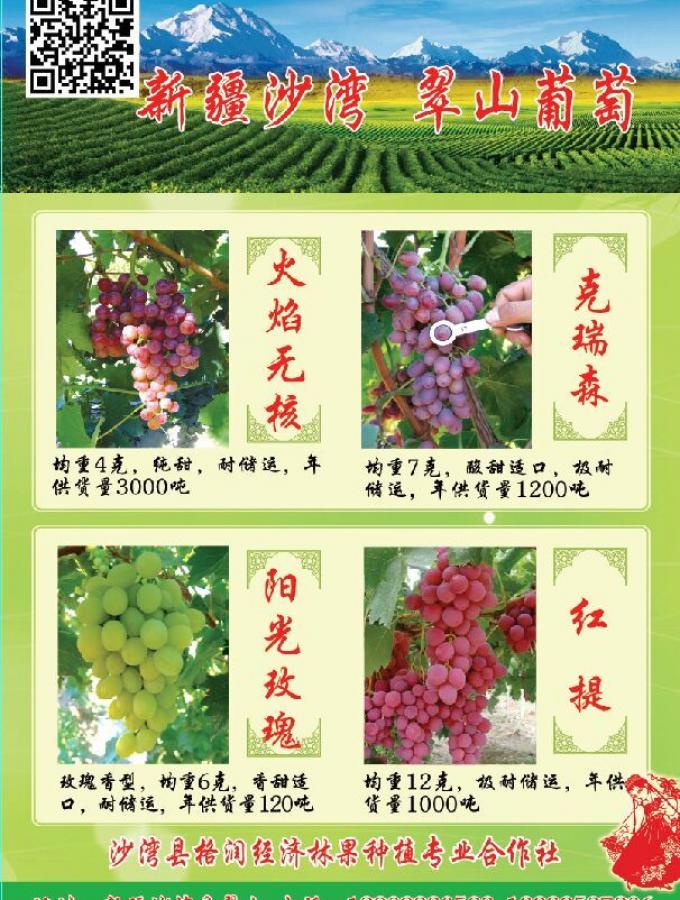 新疆沙湾 翠山葡萄
火焰无核
均重4克，纯甜，耐储运，年
供货量3000吨
克瑞森
均重7克，酸甜适口，极耐
储运，年供货量1200吨
阳光玫瑰
玫瑰香型，均重6克，香甜适
口，耐储运，年供货量120吨
红提
均重12克，极耐储运，年供
货量1000吨
沙湾县格润经济林果种植专业合作社